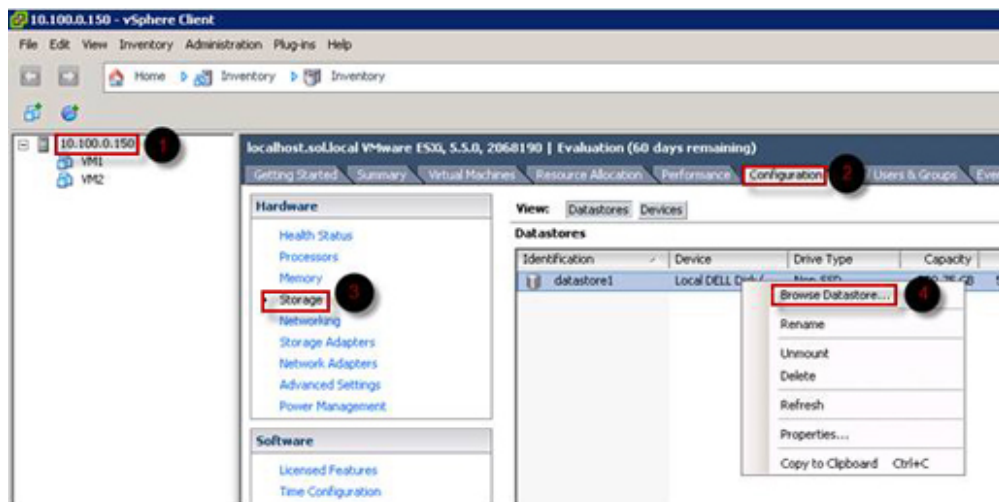 10.100.0.150 - vSphere Client
File Edit View Inventory Administration Plug-ins Help
Home Inventory Inventory
10.100.0.150 1
VM1
VM2
localhost.sol.local VMware ESXi, 5.5.0, 2068190 | Evaluation (60 days remaining)
Getting Started Summary Virtual Machines Resource Allocation Performance Configuration 2 Users & Groups
Hardware
Health Status
Processors
Memory
Storage 3
Networking
Storage Adapters
Network Adapters
Advanced Settings
Power Management
Software
Licensed Features
Time Configuration
View: Datastores Devices
Datastores
Identification Device Drive Type Capacity
datastore1 Local DELL Disk ( Non-SSD GB
Browse Datastore... 4
Rename
Unmount
Delete
Refresh
Properties...
Copy to Clipboard Ctrl+C